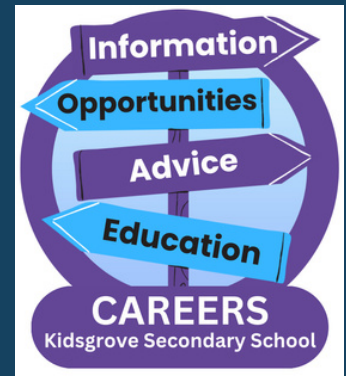 Information
Opportunities
Advice
Education
CAREERS
Kidsgrove Secondary School